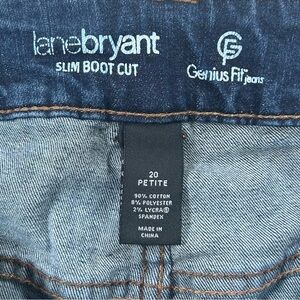 lanebryant
SLIM BOOT CUT
GF
Genius Fit jeans
20
PETITE
90% COTTON
8% POLYESTER
2% LYCRA®
SPANDEX
MADE IN
CHINA